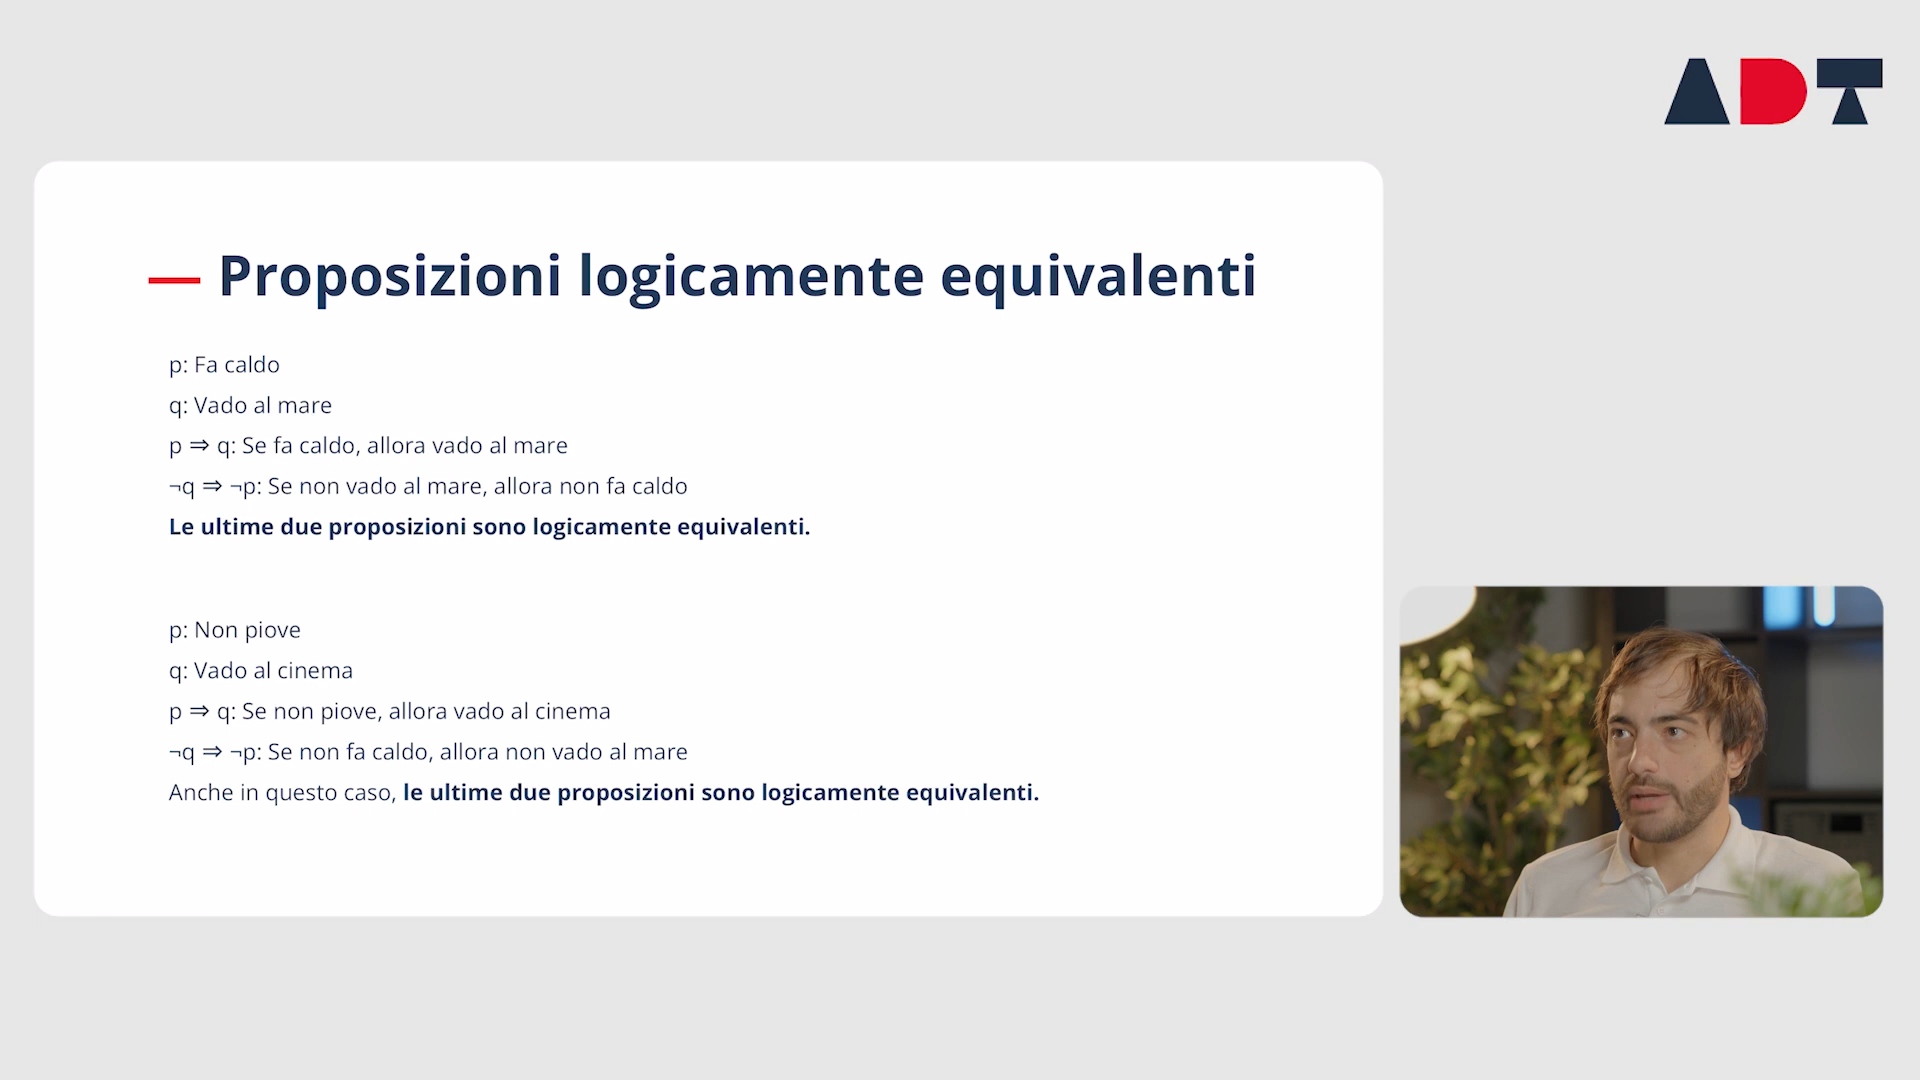 ADT
Proposizioni logicamente equivalenti
p: Fa caldo
q: Vado al mare
p ⇒ q: Se fa caldo, allora vado al mare
¬q ⇒ ¬p: Se non vado al mare, allora non fa caldo
Le ultime due proposizioni sono logicamente equivalenti.
p: Non piove
q: Vado al cinema
p ⇒ q: Se non piove, allora vado al cinema
¬q ⇒ ¬p: Se non fa caldo, allora non vado al mare
Anche in questo caso, le ultime due proposizioni sono logicamente equivalenti.